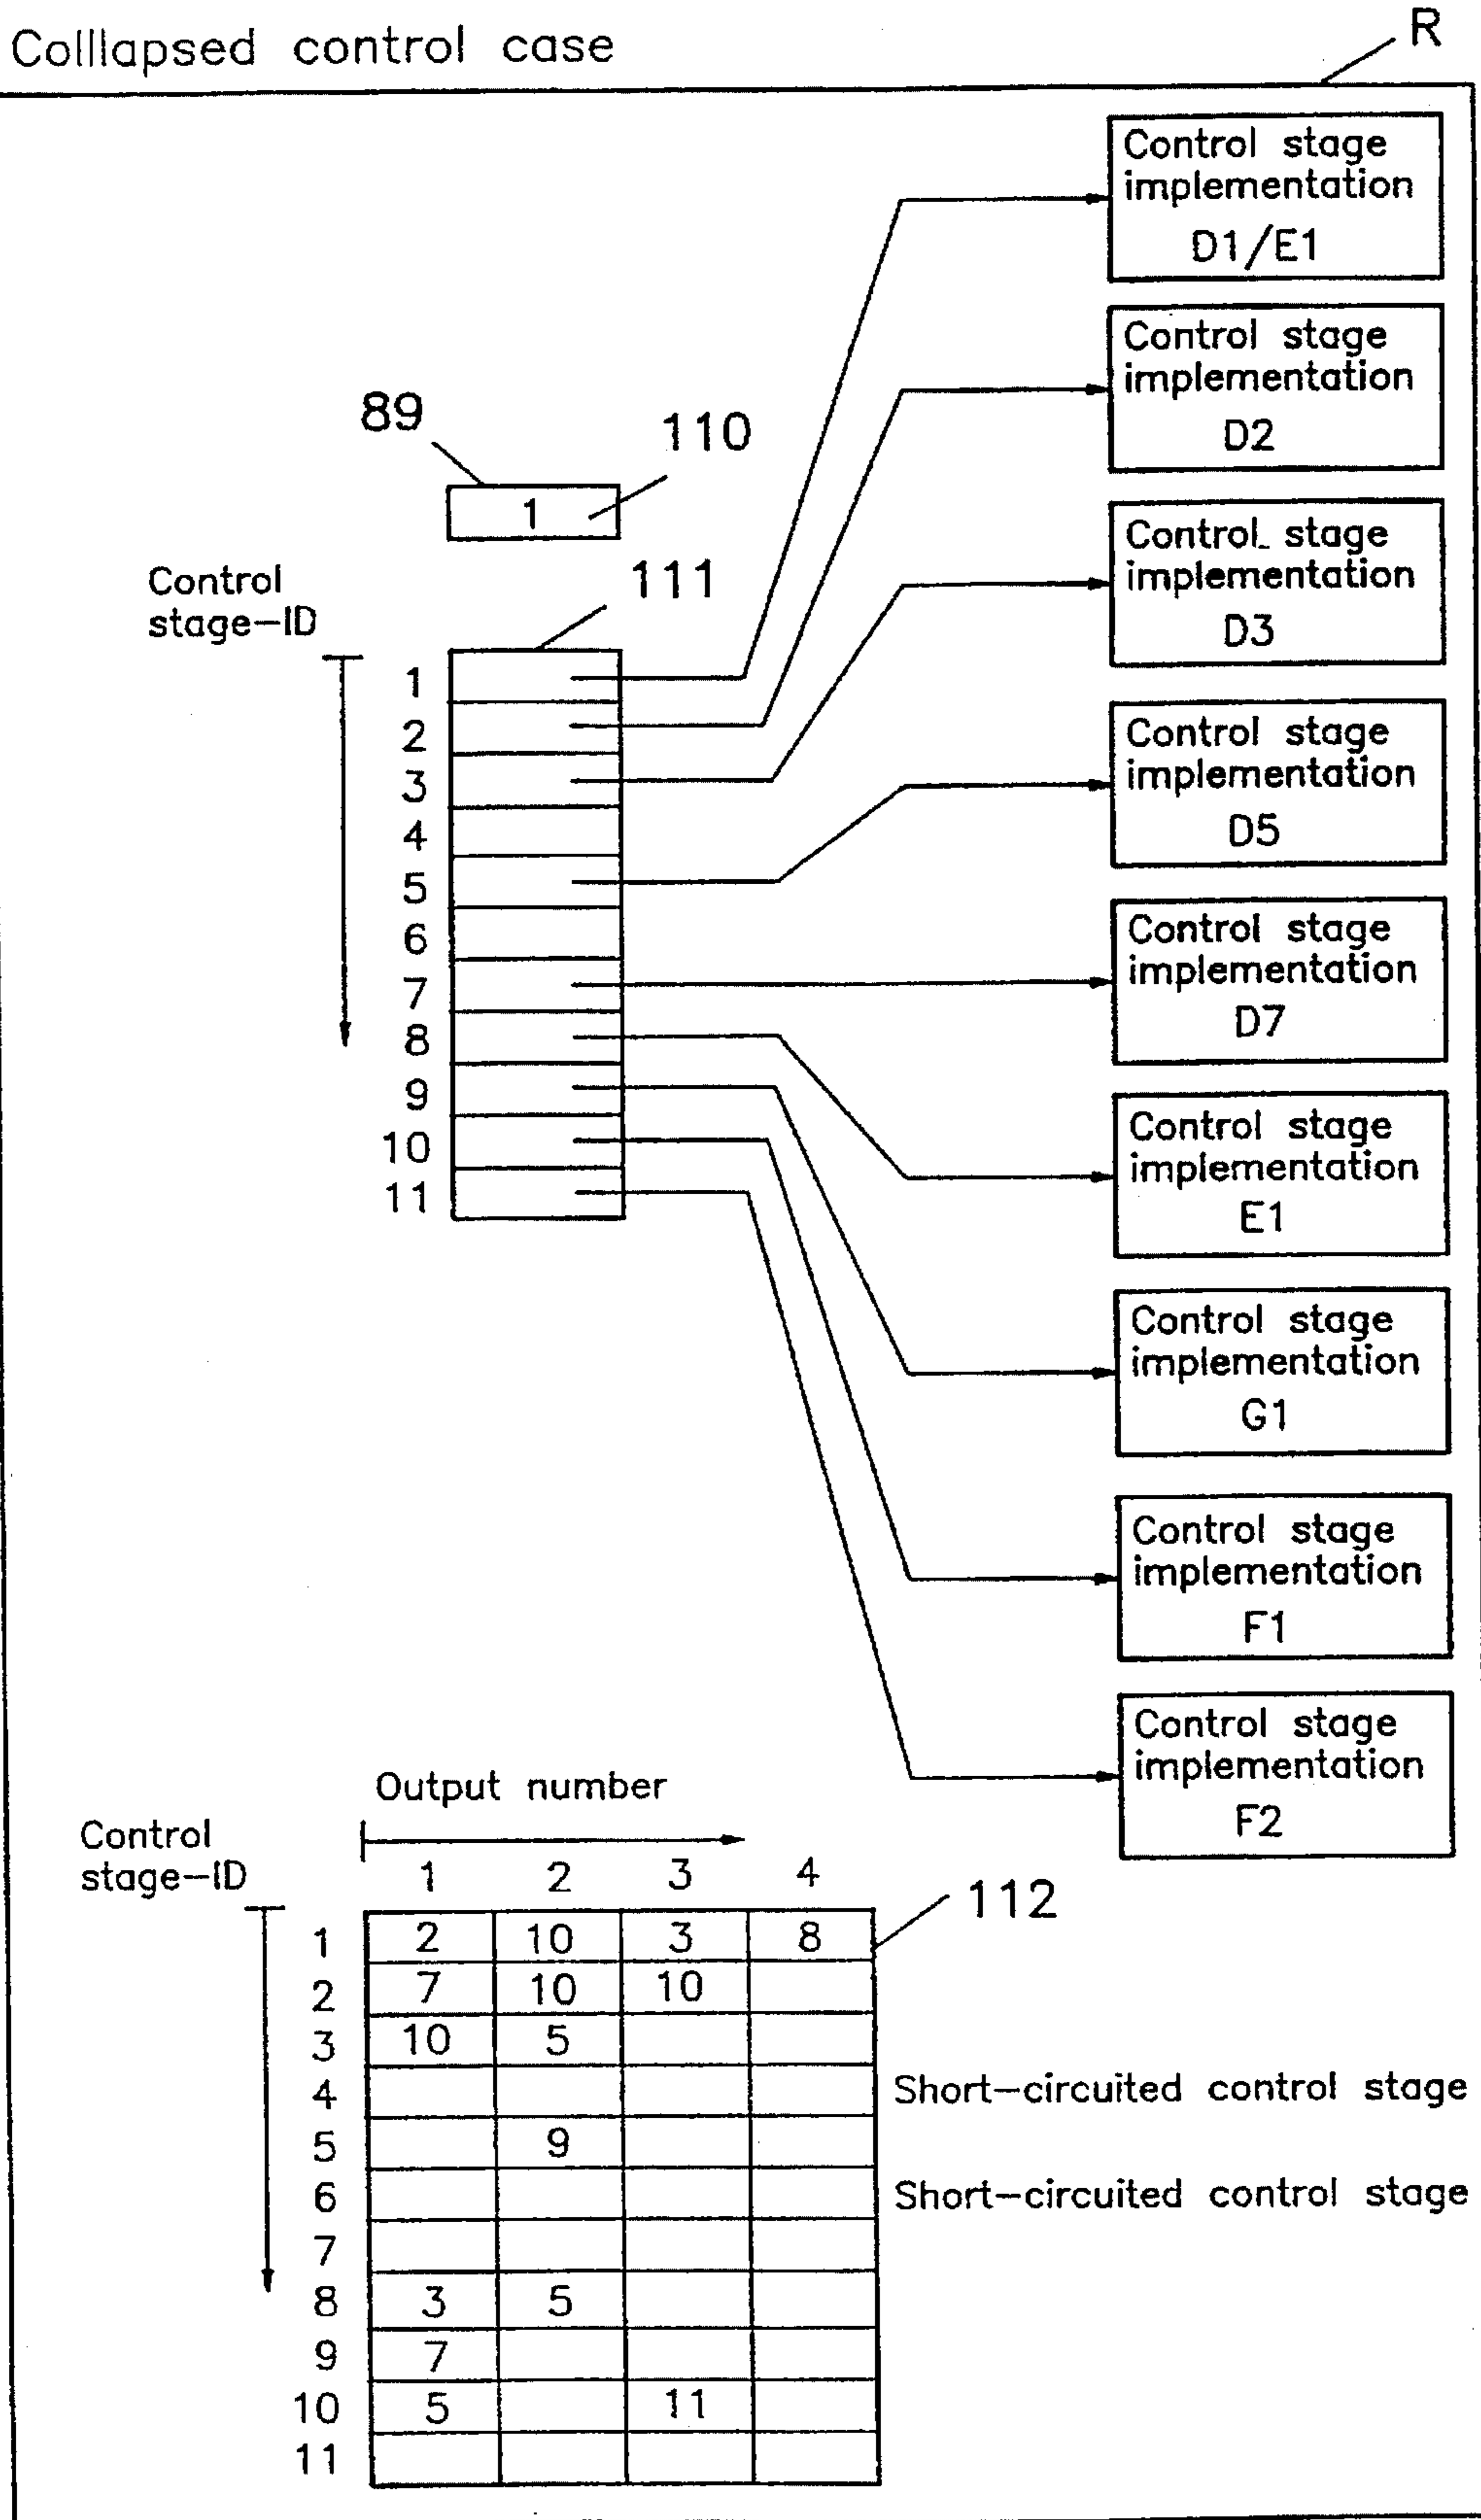 Colllapsed control case
R
Control stage
implementation
D1/E1
Control stage
implementation
D2
89
110
1
Control stage
implementation
D3
Control
stage-ID
111
1
2
3
4
5
6
7
8
9
10
11
Control stage
implementation
D5
Control stage
implementation
D7
Control stage
implementation
E1
Control stage
implementation
G1
Control stage
implementation
F1
Control stage
implementation
F2
Output number
Control
stage-ID
1 2 3 4
112
1 2 10 3 8
2 7 10 10
3 10 5
4 Short-circuited control stage
5 9
6 Short-circuited control stage
7
8 3 5
9 7
10 5 11
11